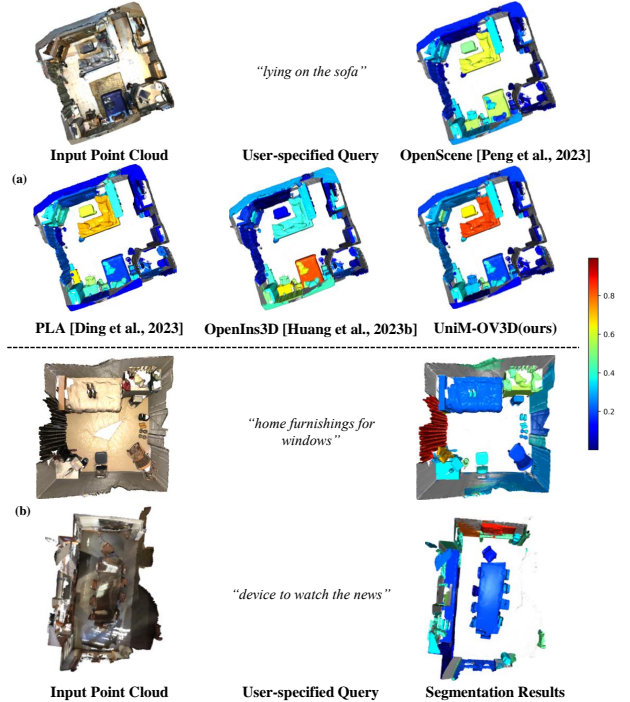 “lying on the sofa”
Input Point Cloud
User-specified Query
OpenScene [Peng et al., 2023]
(a)
PLA [Ding et al., 2023]
OpenIns3D [Huang et al., 2023b]
UniM-OV3D(ours)
0.8
0.6
0.4
0.2
“home furnishings for
windows”
(b)
“device to watch the news”
Input Point Cloud
User-specified Query
Segmentation Results